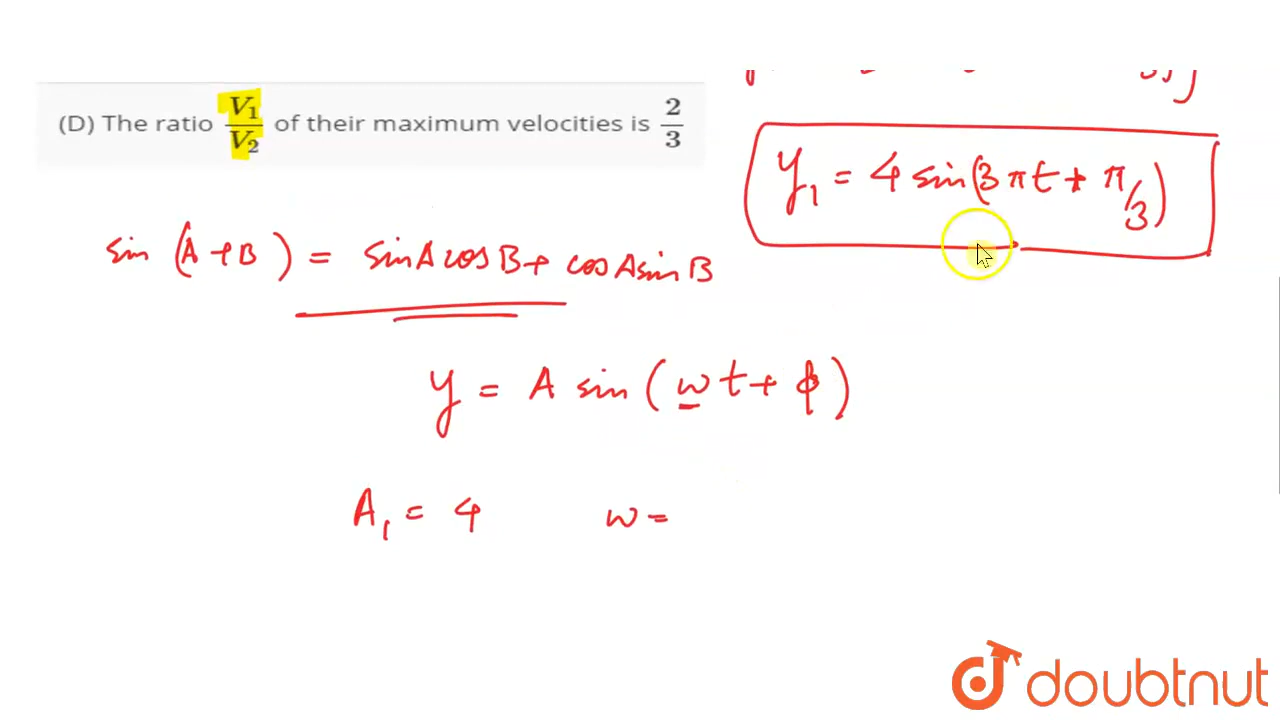 (D) The ratio V₁/V₂ of their maximum velocities is 2/3
y₁ = 4 sin(3πt + π/3)
sin (A+B) = sinA cosB + cosA sinB
y = A sin(ωt + ϕ)
A₁ = 4 ω =
doubtnut